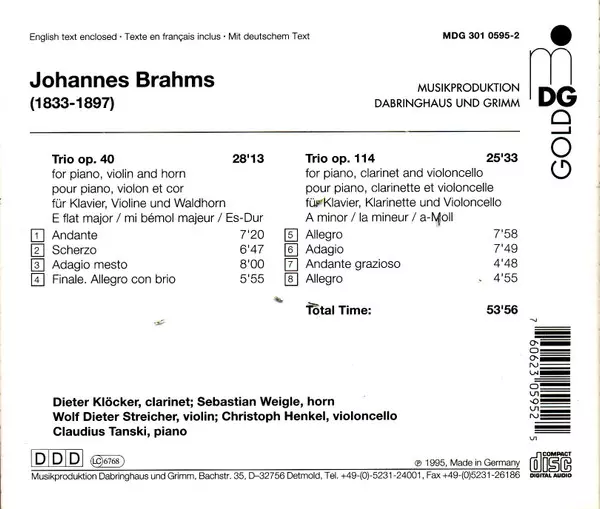 English text enclosed · Texte en français inclus · Mit deutschem Text
MDG 301 0595-2
Johannes Brahms
(1833-1897)
MUSIKPRODUKTION
DABRINGHAUS UND GRIMM
mDG
GOLD
Trio op. 40 28'13
for piano, violin and horn
pour piano, violon et cor
für Klavier, Violine und Waldhorn
E flat major / mi bémol majeur / Es-Dur
1 Andante 7'20
2 Scherzo 6'47
3 Adagio mesto 8'00
4 Finale. Allegro con brio 5'55
Trio op. 114 25'33
for piano, clarinet and violoncello
pour piano, clarinette et violoncelle
für Klavier, Klarinette und Violoncello
A minor / la mineur / a-Moll
5 Allegro 7'58
6 Adagio 7'49
7 Andante grazioso 4'48
8 Allegro 4'55
Total Time: 53'56
Dieter Klöcker, clarinet; Sebastian Weigle, horn
Wolf Dieter Streicher, violin; Christoph Henkel, violoncello
Claudius Tanski, piano
7 60623 05952 5
DDD LC 6768
℗ 1995, Made in Germany
COMPACT
disc
DIGITAL AUDIO
Musikproduktion Dabringhaus und Grimm, Bachstr. 35, D–32756 Detmold, Tel. +49-(0)-5231-24001, Fax +49-(0)5231-26186